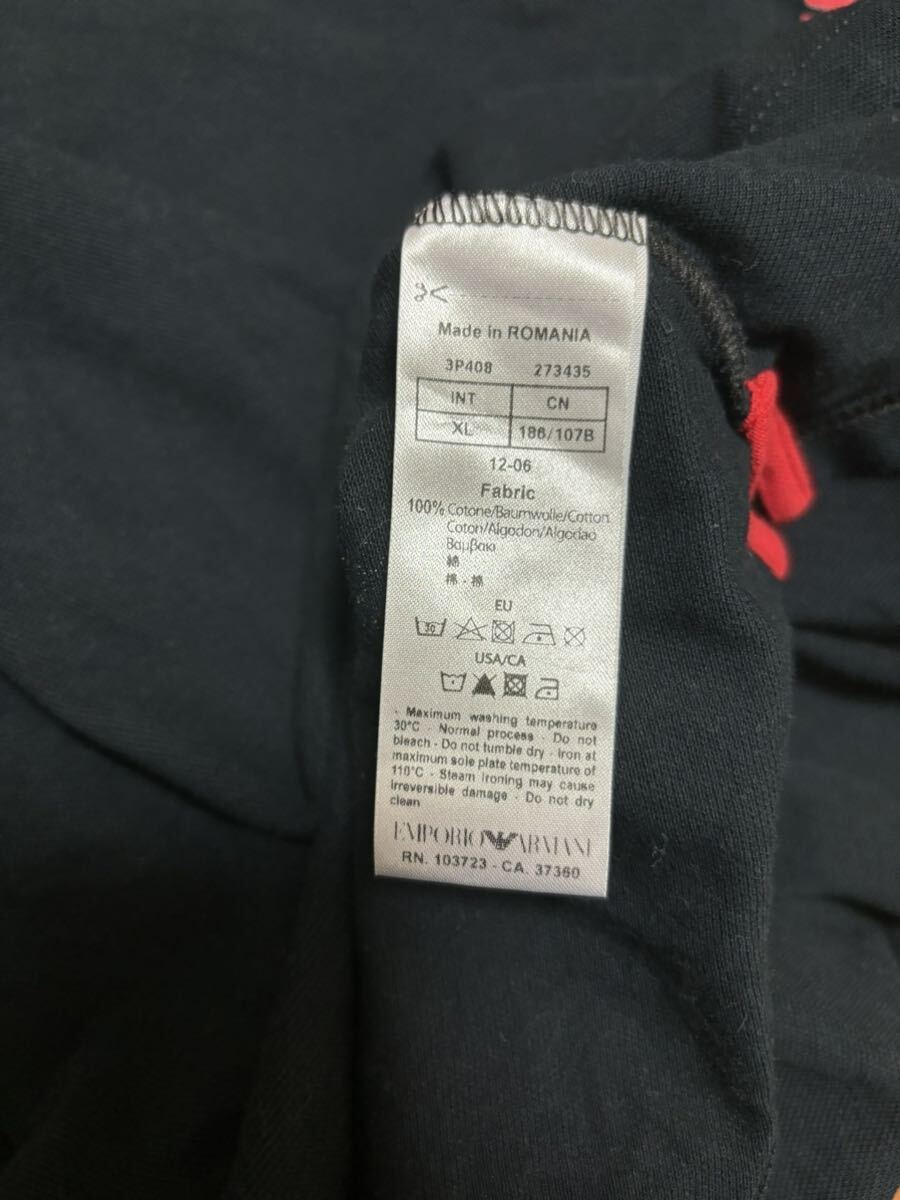 Made in ROMANIA
3P408 273435
INT CN
XL 186/107B
12-06
Fabric
100% Cotone/Baumwolle/Cotton
Coton/Algodon/Algodao
Βαμβακι
綿
棉 - 棉
EU
30
USA/CA
- Maximum washing temperature
30°C - Normal process - Do not
bleach - Do not tumble dry - Iron at
maximum sole plate temperature of
110°C - Steam ironing may cause
irreversible damage - Do not dry
clean
EMPORIO ARMANI
RN. 103723 - CA. 37360